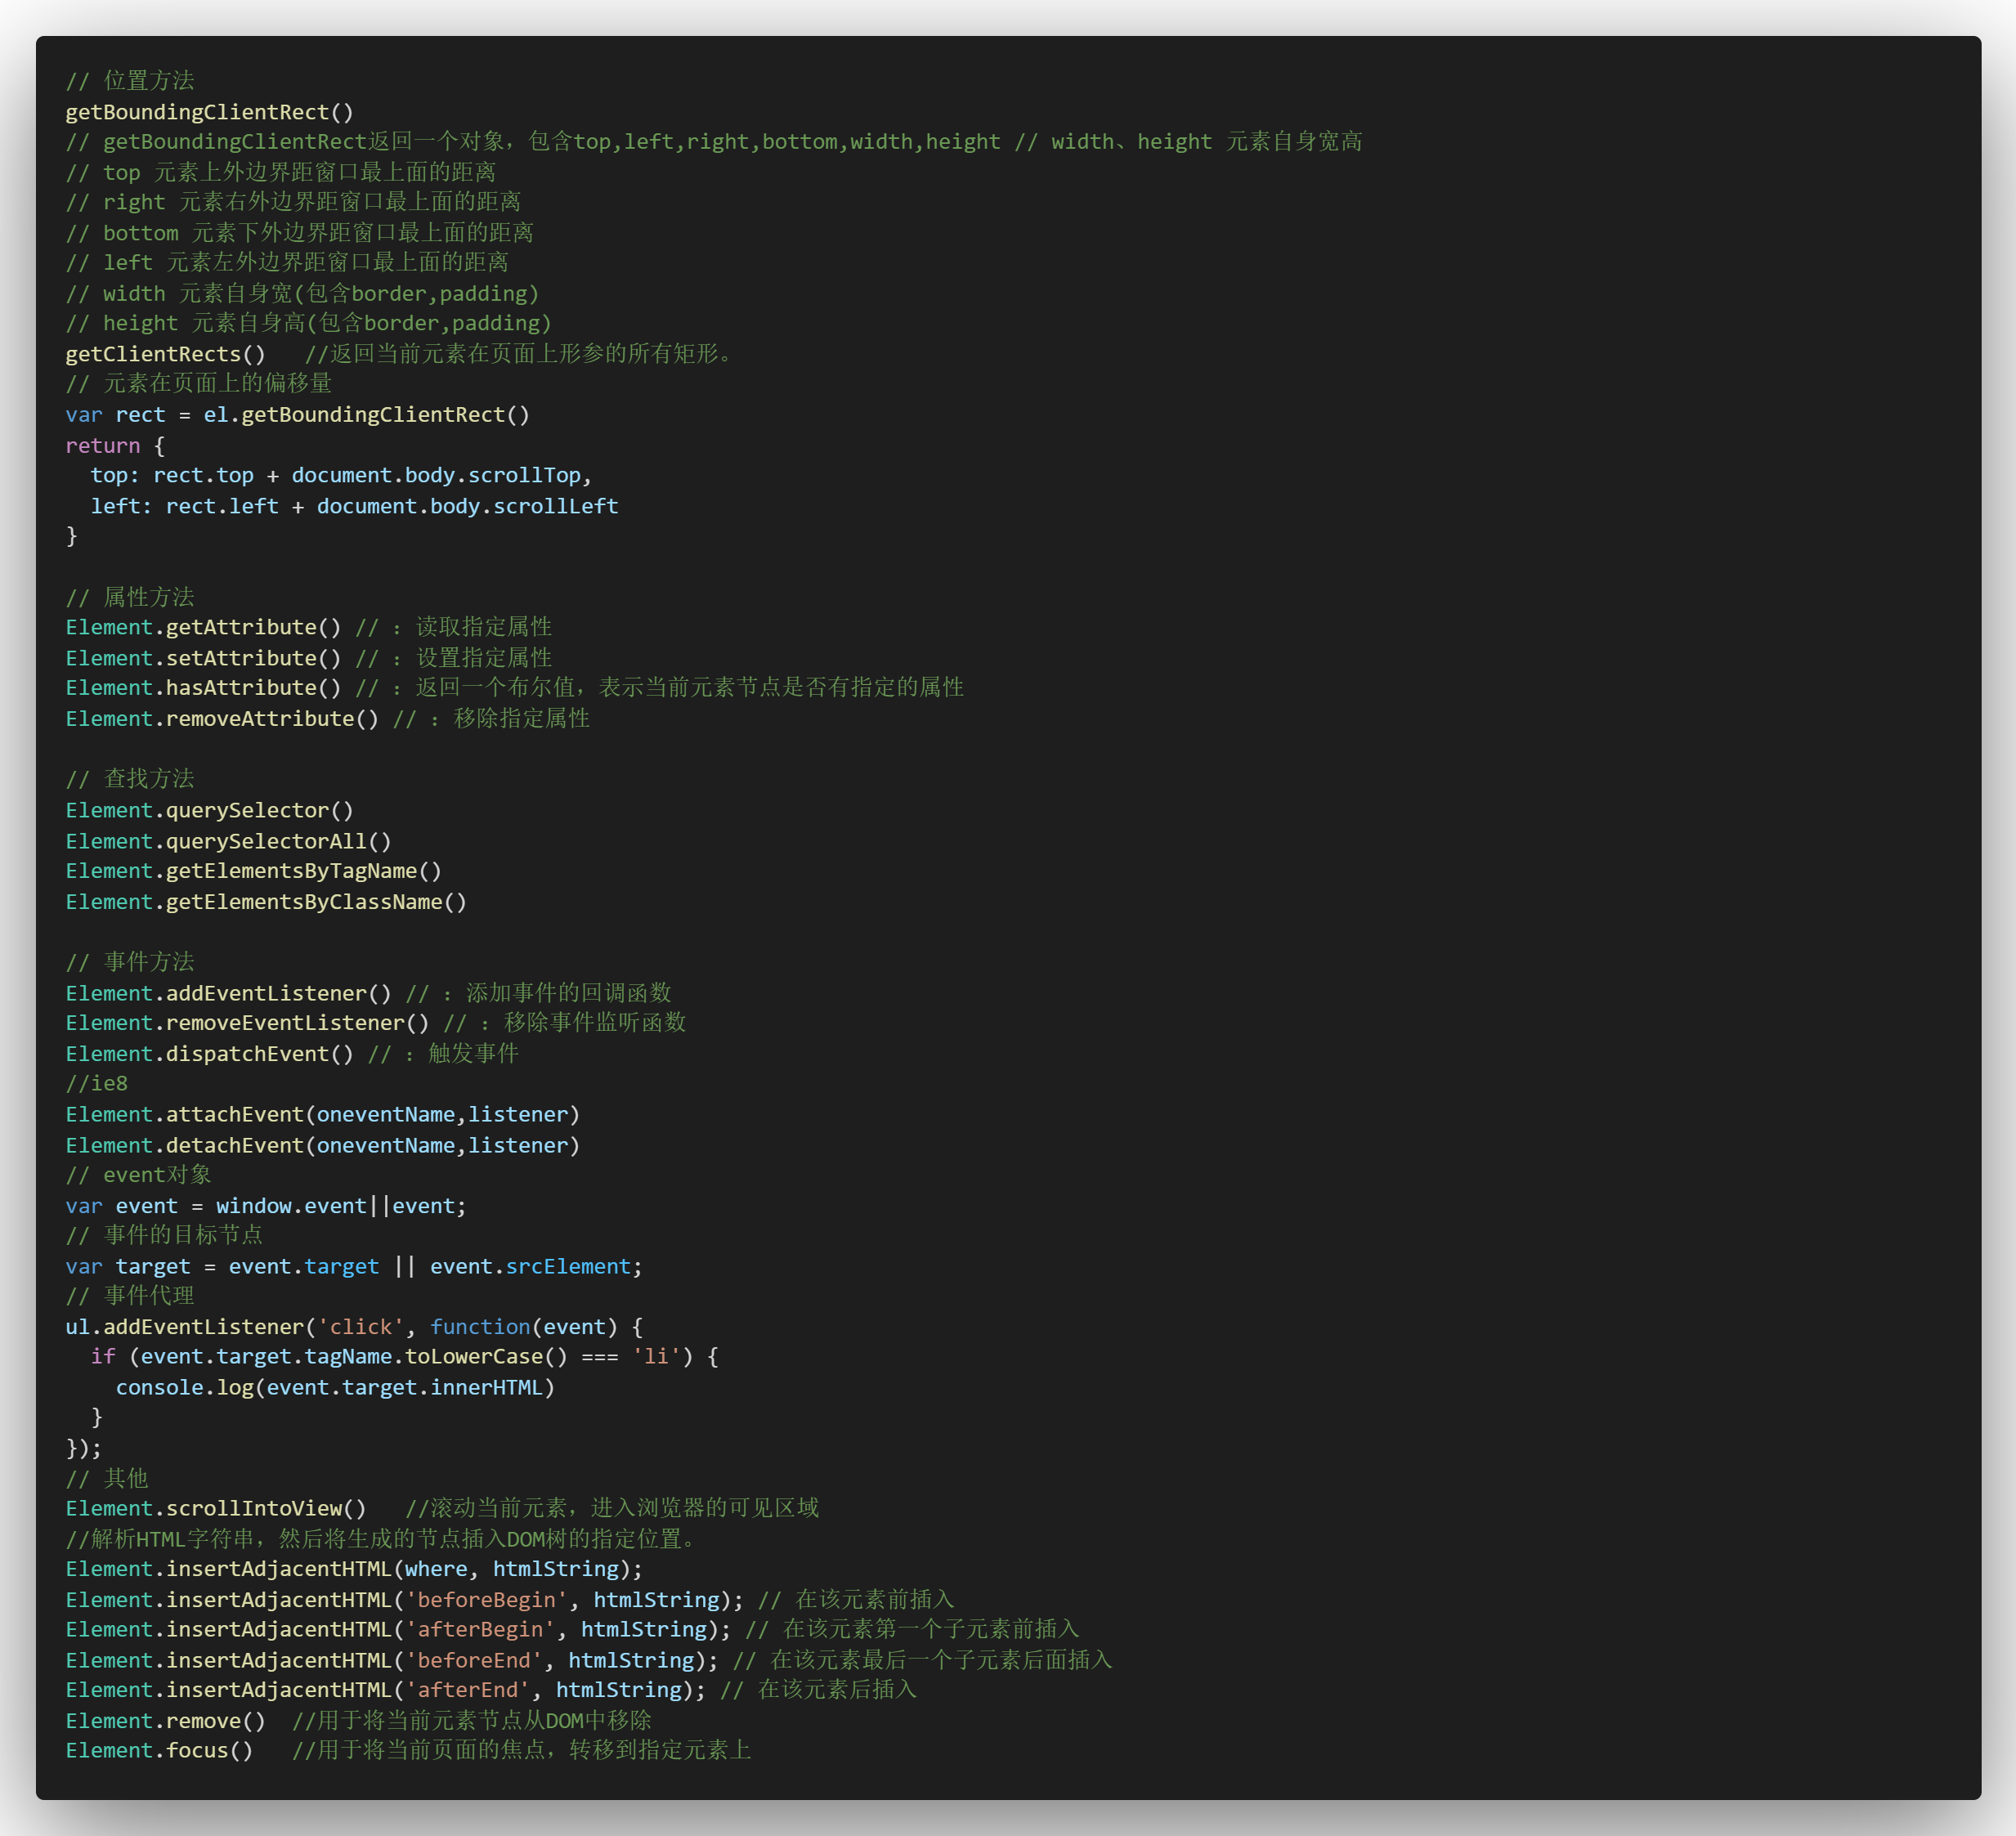 // 位置方法
getBoundingClientRect()
// getBoundingClientRect返回一个对象，包含top,left,right,bottom,width,height // width、height 元素自身宽高
// top 元素上外边界距窗口最上面的距离
// right 元素右外边界距窗口最上面的距离
// bottom 元素下外边界距窗口最上面的距离
// left 元素左外边界距窗口最上面的距离
// width 元素自身宽(包含border,padding)
// height 元素自身高(包含border,padding)
getClientRects()   //返回当前元素在页面上形参的所有矩形。
// 元素在页面上的偏移量
var rect = el.getBoundingClientRect()
return {
  top: rect.top + document.body.scrollTop,
  left: rect.left + document.body.scrollLeft
}

// 属性方法
Element.getAttribute() // ：读取指定属性
Element.setAttribute() // ：设置指定属性
Element.hasAttribute() // ：返回一个布尔值，表示当前元素节点是否有指定的属性
Element.removeAttribute() // ：移除指定属性

// 查找方法
Element.querySelector()
Element.querySelectorAll()
Element.getElementsByTagName()
Element.getElementsByClassName()

// 事件方法
Element.addEventListener() // ：添加事件的回调函数
Element.removeEventListener() // ：移除事件监听函数
Element.dispatchEvent() // ：触发事件
//ie8
Element.attachEvent(oneventName,listener)
Element.detachEvent(oneventName,listener)
// event对象
var event = window.event||event;
// 事件的目标节点
var target = event.target || event.srcElement;
// 事件代理
ul.addEventListener('click', function(event) {
  if (event.target.tagName.toLowerCase() === 'li') {
    console.log(event.target.innerHTML)
  }
});
// 其他
Element.scrollIntoView()   //滚动当前元素，进入浏览器的可见区域
//解析HTML字符串，然后将生成的节点插入DOM树的指定位置。
Element.insertAdjacentHTML(where, htmlString);
Element.insertAdjacentHTML('beforeBegin', htmlString); // 在该元素前插入
Element.insertAdjacentHTML('afterBegin', htmlString); // 在该元素第一个子元素前插入
Element.insertAdjacentHTML('beforeEnd', htmlString); // 在该元素最后一个子元素后面插入
Element.insertAdjacentHTML('afterEnd', htmlString); // 在该元素后插入
Element.remove()  //用于将当前元素节点从DOM中移除
Element.focus()   //用于将当前页面的焦点，转移到指定元素上